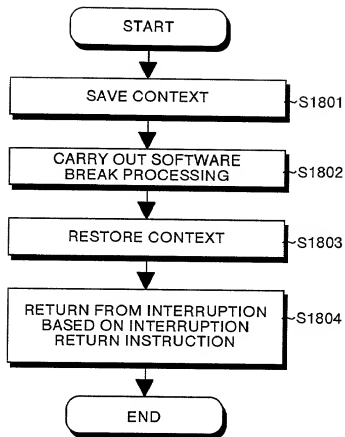 START
SAVE CONTEXT
S1801
CARRY OUT SOFTWARE
BREAK PROCESSING
S1802
RESTORE CONTEXT
S1803
RETURN FROM INTERRUPTION
BASED ON INTERRUPTION
RETURN INSTRUCTION
S1804
END